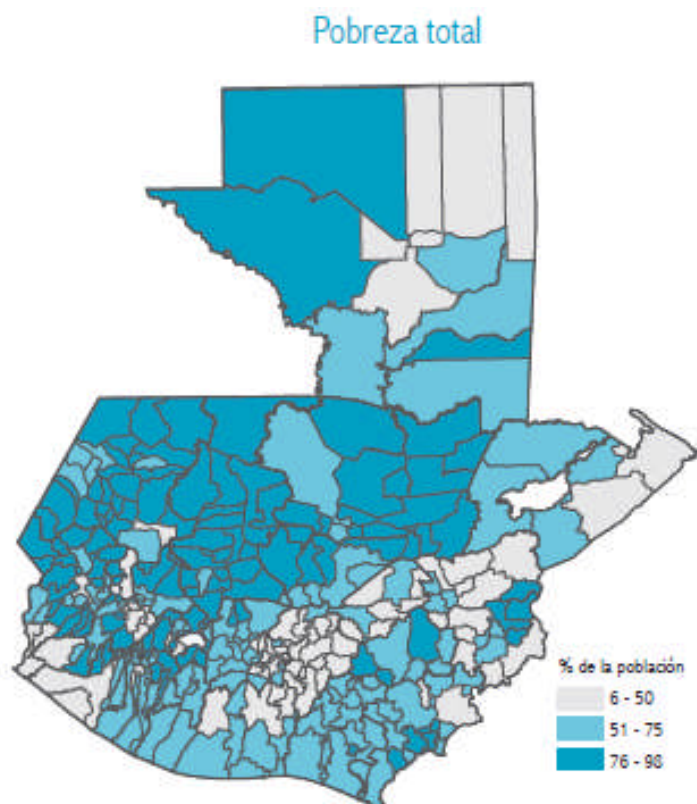 Pobreza total
% de la población
6 - 50
51 - 75
76 - 98